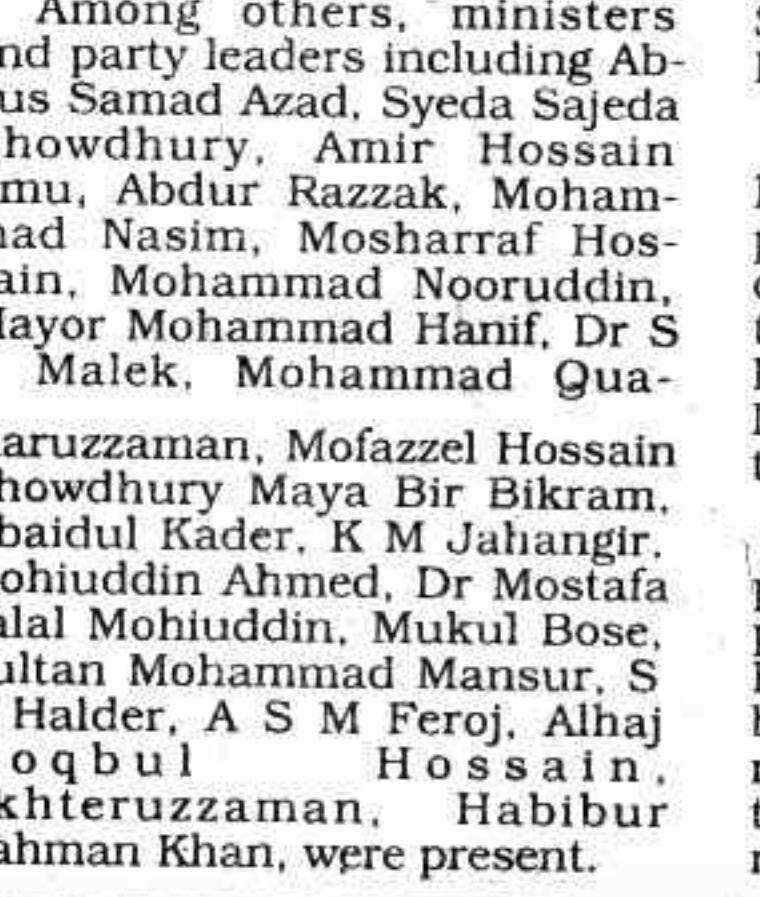 Among others, ministers
nd party leaders including Ab-
us Samad Azad, Syeda Sajeda
howdhury, Amir Hossain
mu, Abdur Razzak, Moham-
ad Nasim, Mosharraf Hos-
ain, Mohammad Nooruddin,
ayor Mohammad Hanif, Dr S
Malek, Mohammad Qua-
aruzzaman, Mofazzel Hossain
howdhury Maya Bir Bikram,
baidul Kader, K M Jahangir,
ohiuddin Ahmed, Dr Mostafa
alal Mohiuddin, Mukul Bose,
ultan Mohammad Mansur, S
Halder, A S M Feroj, Alhaj
oqbul Hossain,
khteruzzaman, Habibur
ahman Khan, were present.